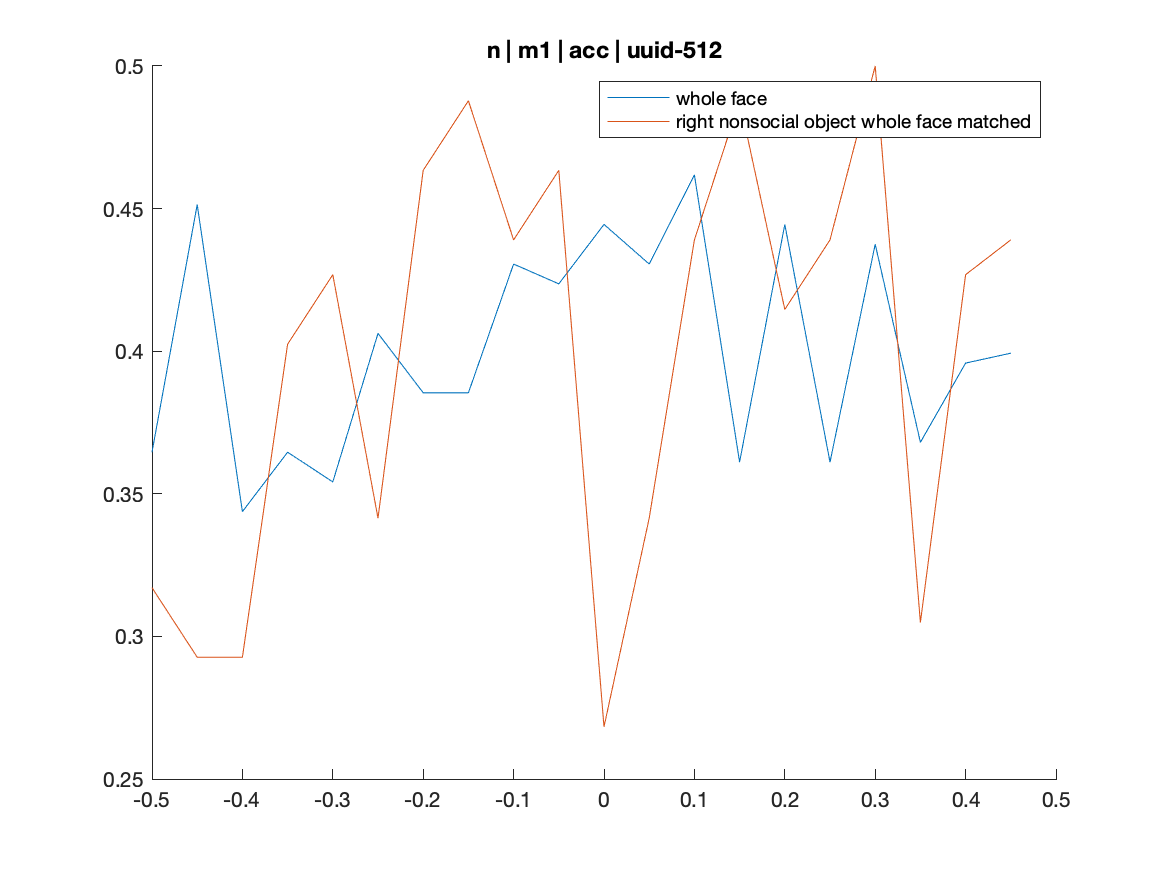 n | m1 | acc | uuid-512
whole face
right nonsocial object whole face matched
0.5
0.45
0.4
0.35
0.3
0.25
-0.5 -0.4 -0.3 -0.2 -0.1 0 0.1 0.2 0.3 0.4 0.5